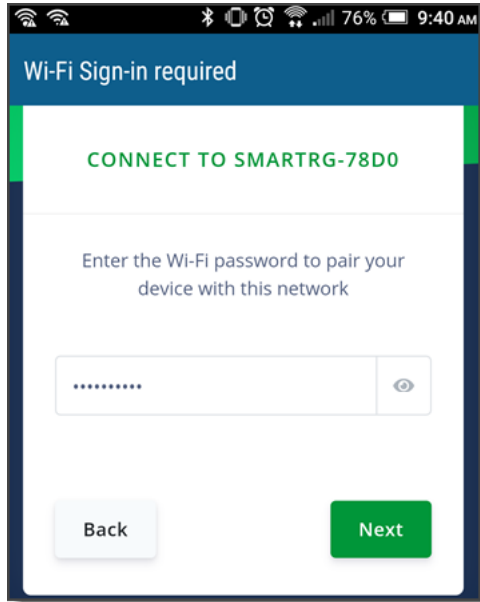 76% 9:40 AM
Wi-Fi Sign-in required
CONNECT TO SMARTRG-78D0
Enter the Wi-Fi password to pair your
device with this network
••••••••••
Back
Next